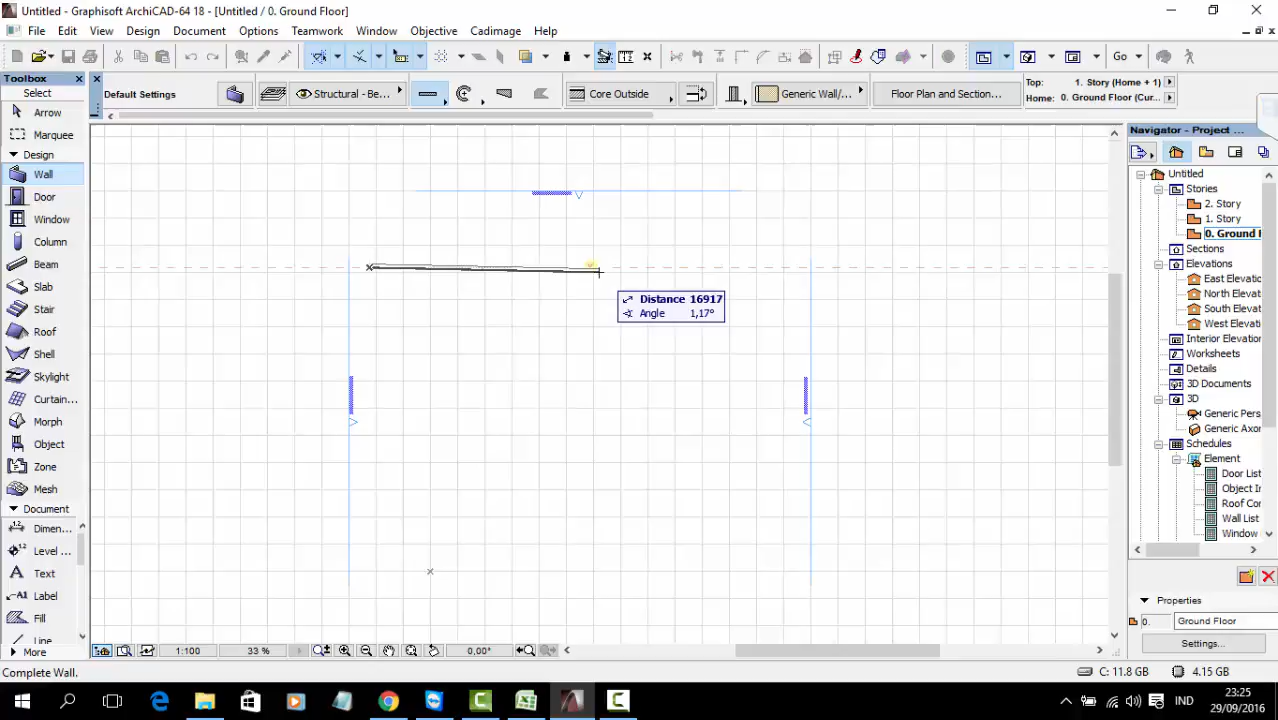 Untitled - Graphisoft ArchiCAD-64 18 - [Untitled / 0. Ground Floor]
File Edit View Design Document Options Teamwork Window Objective Cadimage Help
Go
Toolbox
Select
Arrow
Marquee
Design
Wall
Door
Window
Column
Beam
Slab
Stair
Roof
Shell
Skylight
Curtain...
Morph
Object
Zone
Mesh
Document
Dimen...
Level ...
Text
Label
Fill
Line
More
Default Settings
Structural - Be...
Core Outside
Generic Wall/...
Floor Plan and Section...
Top: 1. Story (Home + 1)
Home: 0. Ground Floor (Cur...
Distance 16917
Angle 1,17°
Navigator - Project ...
Untitled
Stories
2. Story
1. Story
0. Ground F
Sections
Elevations
East Elevati
North Elevat
South Elevat
West Elevati
Interior Elevation
Worksheets
Details
3D Documents
3D
Generic Pers
Generic Axon
Schedules
Element
Door List
Object In
Roof Cor
Wall List
Window
Properties
0. Ground Floor
Settings...
1:100 33 % 0,00°
Complete Wall.
C: 11.8 GB 4.15 GB
IND
23:25
29/09/2016